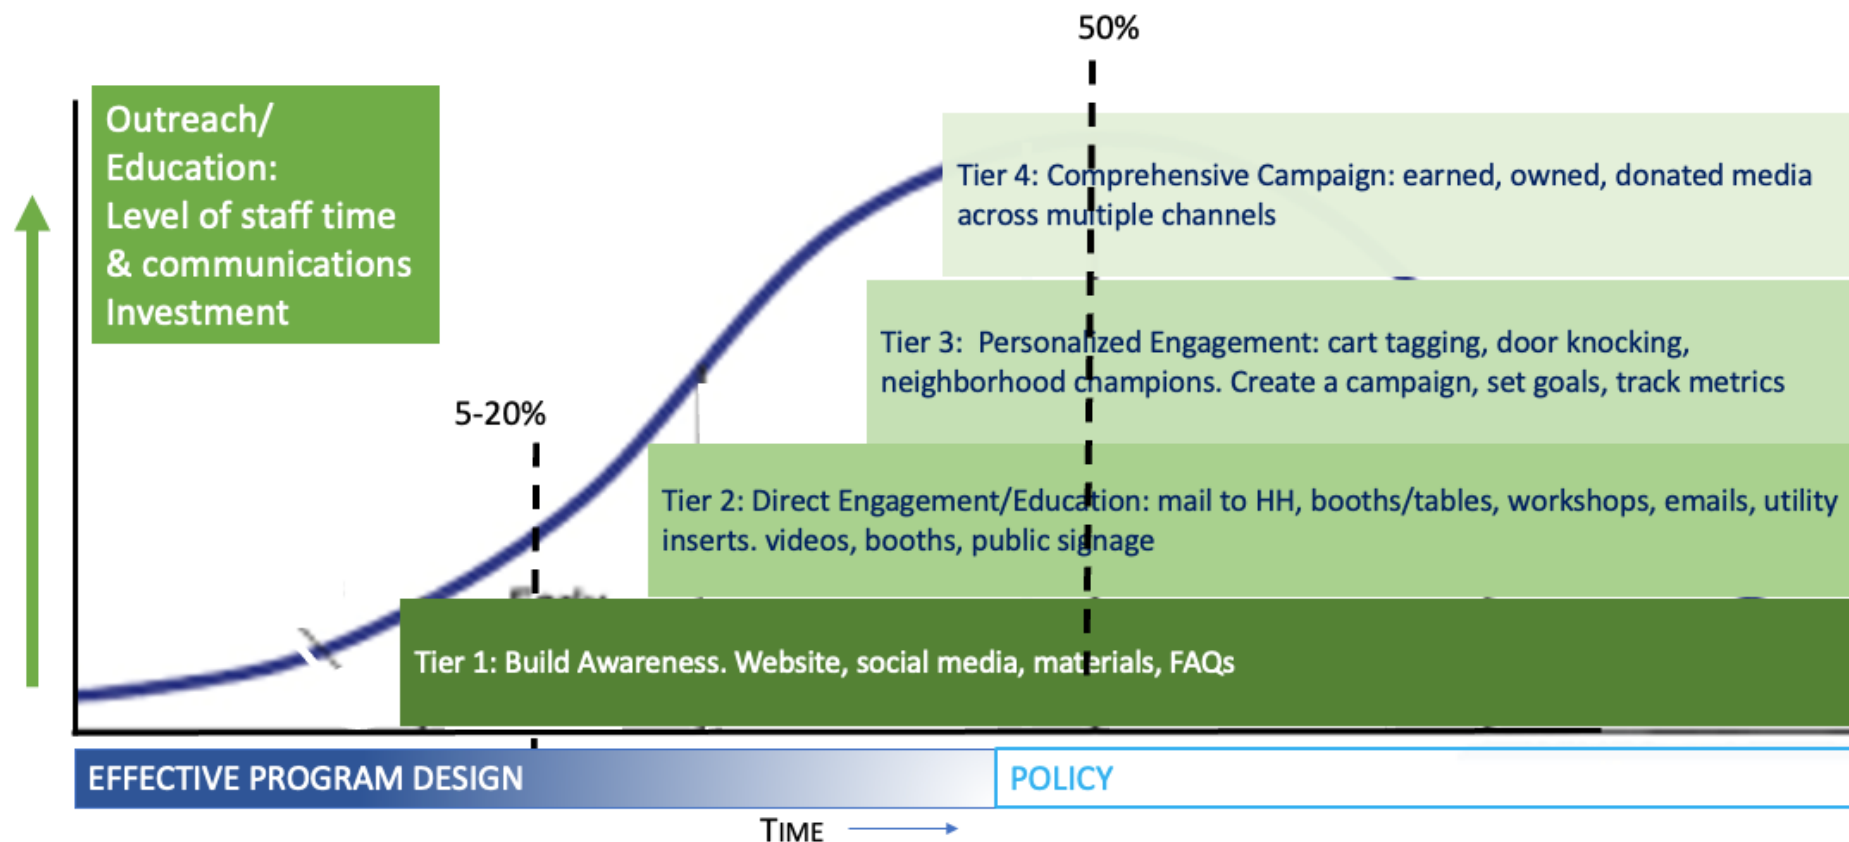 50%
Outreach/
Education:
Level of staff time
& communications
Investment
Tier 4: Comprehensive Campaign: earned, owned, donated media
across multiple channels
Tier 3:  Personalized Engagement: cart tagging, door knocking,
neighborhood champions. Create a campaign, set goals, track metrics
5-20%
Tier 2: Direct Engagement/Education: mail to HH, booths/tables, workshops, emails, utility
inserts. videos, booths, public signage
Tier 1: Build Awareness. Website, social media, materials, FAQs
EFFECTIVE PROGRAM DESIGN
POLICY
TIME